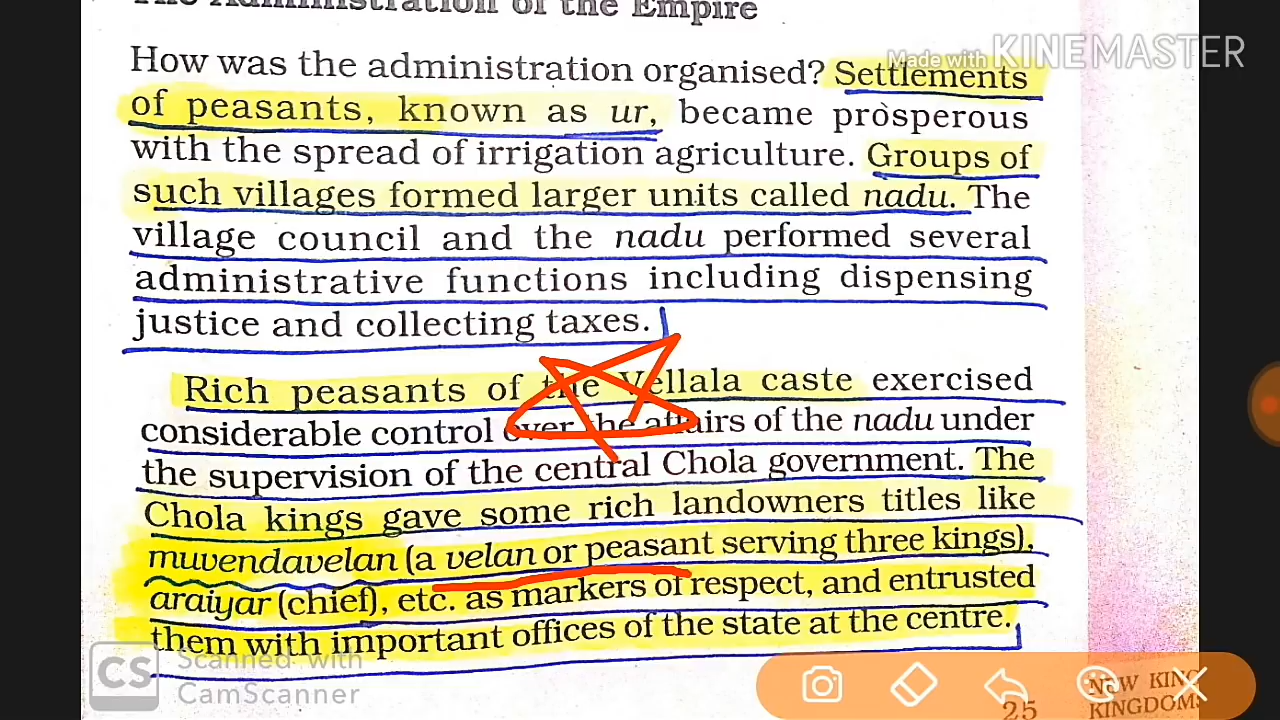 The Administration of the Empire
Made with KINEMASTER
How was the administration organised? Settlements
of peasants, known as ur, became prosperous
with the spread of irrigation agriculture. Groups of
such villages formed larger units called nadu. The
village council and the nadu performed several
administrative functions including dispensing
justice and collecting taxes.
Rich peasants of the Vellala caste exercised
considerable control over the affairs of the nadu under
the supervision of the central Chola government. The
Chola kings gave some rich landowners titles like
muvendavelan (a velan or peasant serving three kings),
araiyar (chief), etc. as markers of respect, and entrusted
them with important offices of the state at the centre.
CS Scanned with
CamScanner
25
NEW KING
KINGDOMS